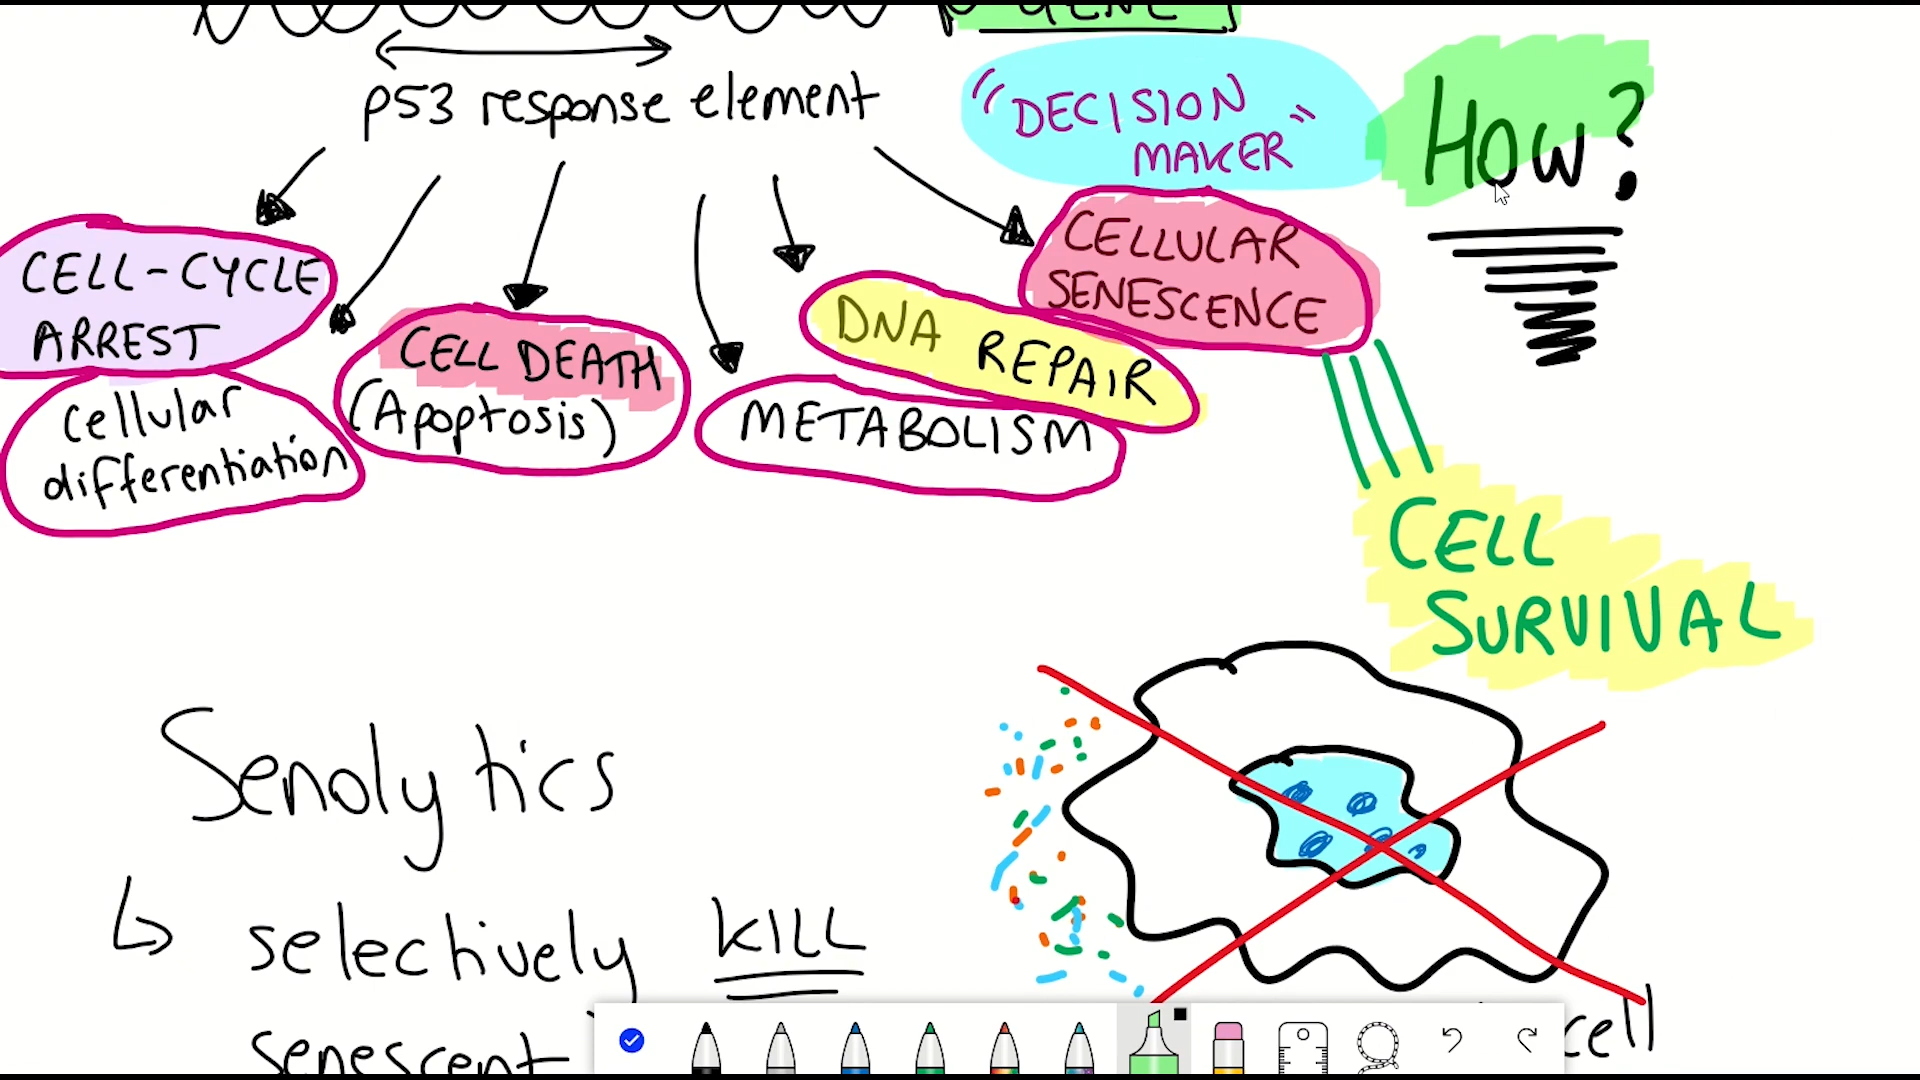 GENE
p53 response element
"DECISION
MAKER"
HOW?
CELL-CYCLE
ARREST
cellular
differentiation
CELL DEATH
(Apoptosis)
METABOLISM
DNA REPAIR
CELLULAR
SENESCENCE
CELL
SURVIVAL
Senolytics
↳ selectively KILL
senescent
cell